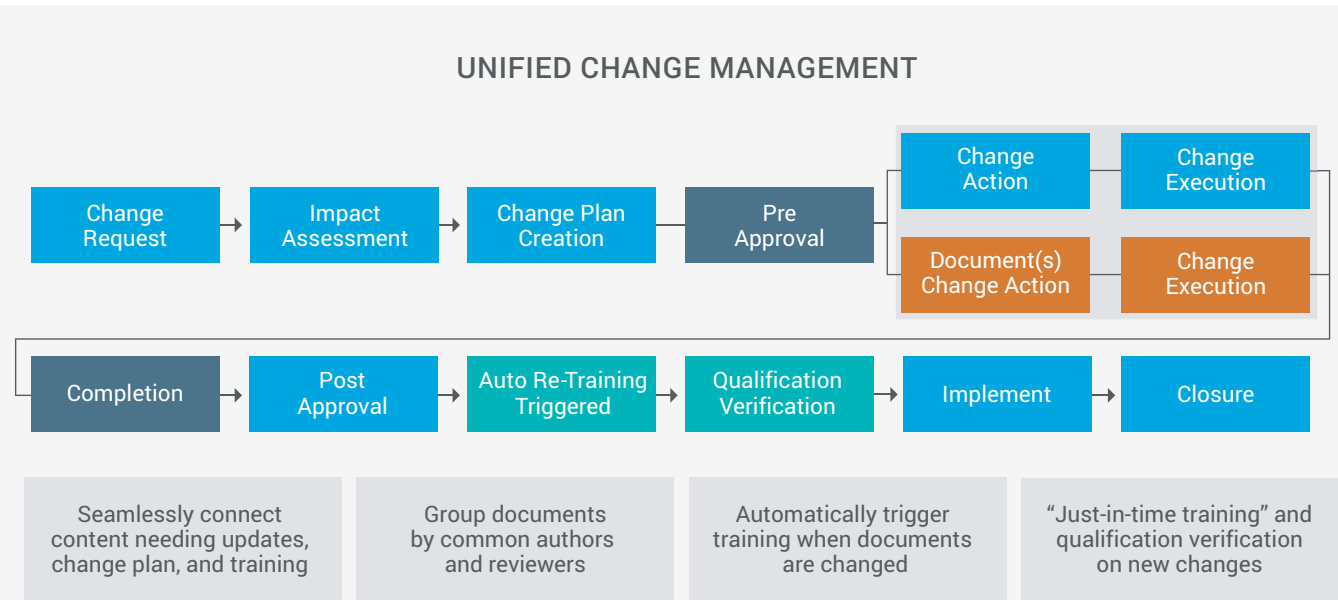 UNIFIED CHANGE MANAGEMENT
Change
Request
Impact
Assessment
Change Plan
Creation
Pre
Approval
Change
Action
Change
Execution
Document(s)
Change Action
Change
Execution
Completion
Post
Approval
Auto Re-Training
Triggered
Qualification
Verification
Implement
Closure
Seamlessly connect
content needing updates,
change plan, and training
Group documents
by common authors
and reviewers
Automatically trigger
training when documents
are changed
“Just-in-time training” and
qualification verification
on new changes